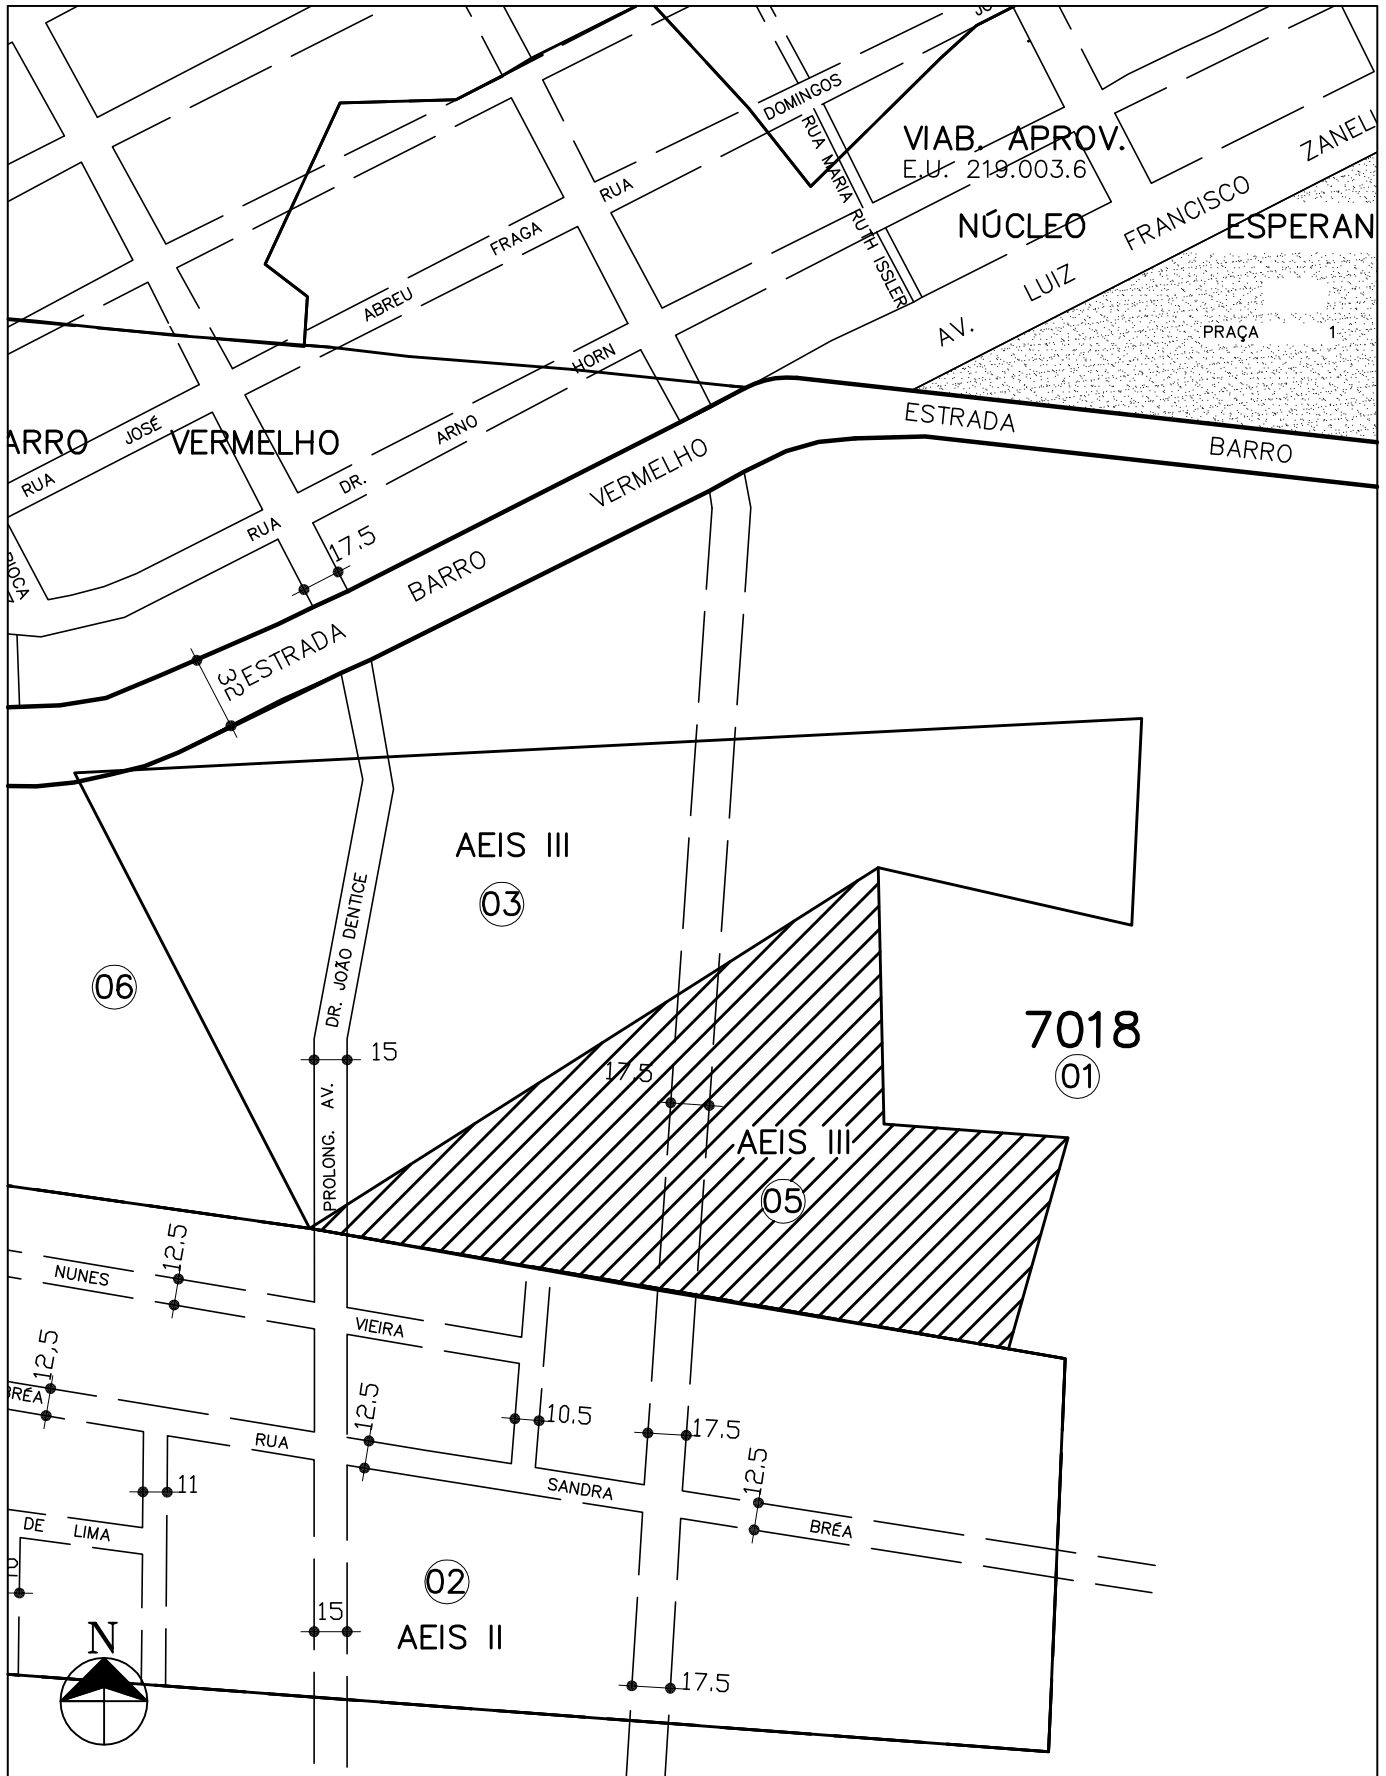 DOMINGOS
RUA
RUA MARIA RUTH ISSLER
VIAB. APROV.
E.U. 219.003.6
NÚCLEO ESPERAN
AV. LUIZ FRANCISCO ZANELL
PRAÇA 1
ABREU FRAGA
RUA JOSÉ
ARRO VERMELHO
RUA DR. ARNO HORN
17.5
ESTRADA BARRO VERMELHO
ESTRADA BARRO
32
AEIS III
03
06
PROLONG. AV. DR. JOÃO DENTICE
15
7018
01
17.5
AEIS III
05
NUNES VIEIRA
12.5
12,5
BRÉA
12.5
10.5
17.5
RUA SANDRA BRÉA
12.5
11
DE LIMA
02
AEIS II
15
17.5
N